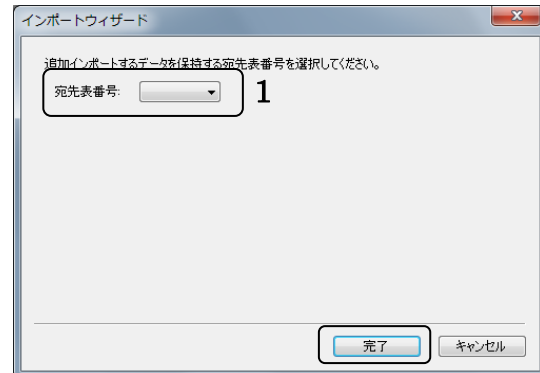 インポートウィザード
追加インポートするデータを保持する宛先表番号を選択してください。
宛先表番号:
1
完了
キャンセル